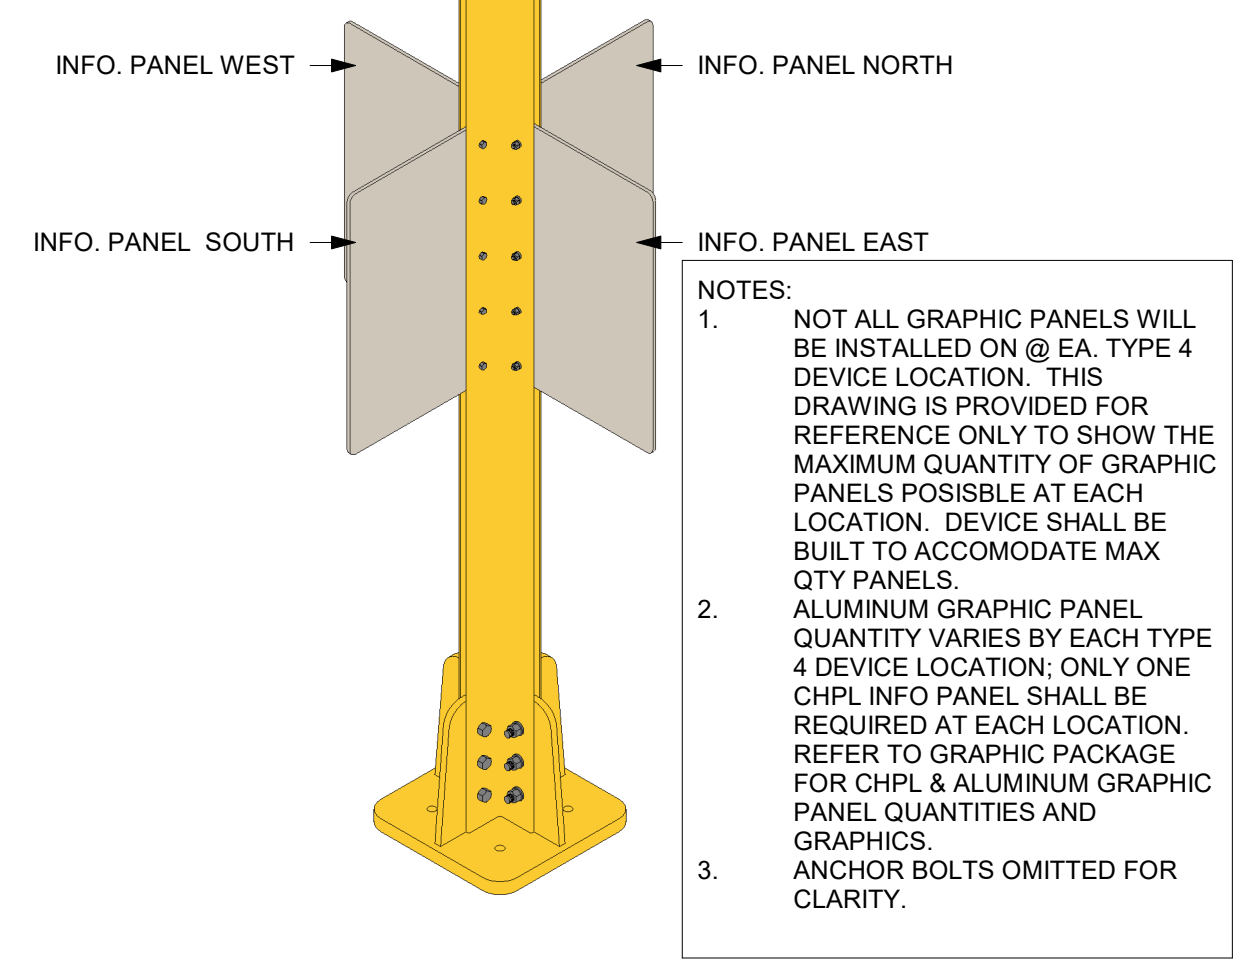 INFO. PANEL WEST
INFO. PANEL NORTH
INFO. PANEL  SOUTH
INFO. PANEL EAST
NOTES:
1. NOT ALL GRAPHIC PANELS WILL
BE INSTALLED ON @ EA. TYPE 4
DEVICE LOCATION.  THIS
DRAWING IS PROVIDED FOR
REFERENCE ONLY TO SHOW THE
MAXIMUM QUANTITY OF GRAPHIC
PANELS POSISBLE AT EACH
LOCATION.  DEVICE SHALL BE
BUILT TO ACCOMODATE MAX
QTY PANELS.
2. ALUMINUM GRAPHIC PANEL
QUANTITY VARIES BY EACH TYPE
4 DEVICE LOCATION; ONLY ONE
CHPL INFO PANEL SHALL BE
REQUIRED AT EACH LOCATION.
REFER TO GRAPHIC PACKAGE
FOR CHPL & ALUMINUM GRAPHIC
PANEL QUANTITIES AND
GRAPHICS.
3. ANCHOR BOLTS OMITTED FOR
CLARITY.